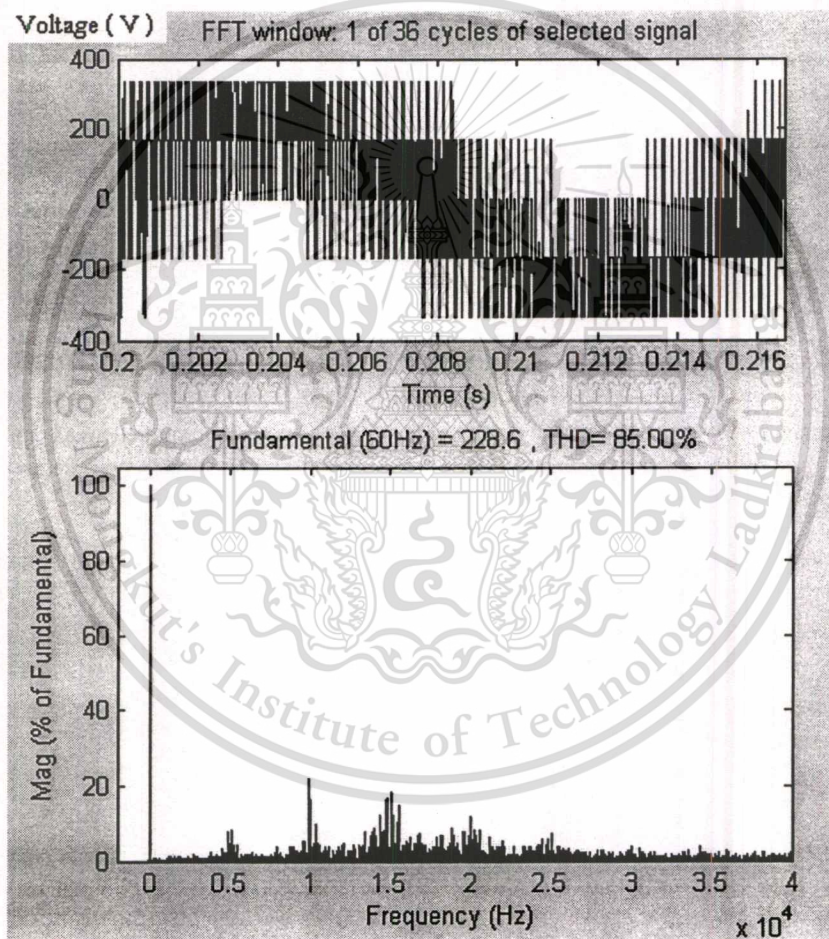 Voltage ( V )
FFT window: 1 of 36 cycles of selected signal
400
200
0
-200
-400
0.2 0.202 0.204 0.206 0.208 0.21 0.212 0.214 0.216
Time (s)
Fundamental (60Hz) = 228.6 , THD= 85.00%
100
80
60
40
20
0
Mag (% of Fundamental)
0 0.5 1 1.5 2 2.5 3 3.5 4
Frequency (Hz)
x 10⁴
King Mongkut's Institute of Technology Ladkrabang